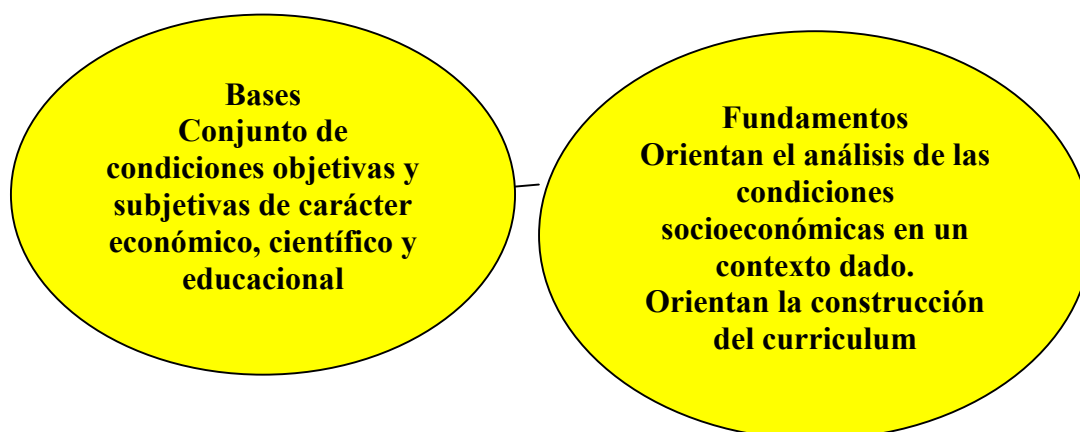 Bases
Conjunto de
condiciones objetivas y
subjetivas de carácter
económico, científico y
educacional
Fundamentos
Orientan el análisis de las
condiciones
socioeconómicas en un
contexto dado.
Orientan la construcción
del curriculum